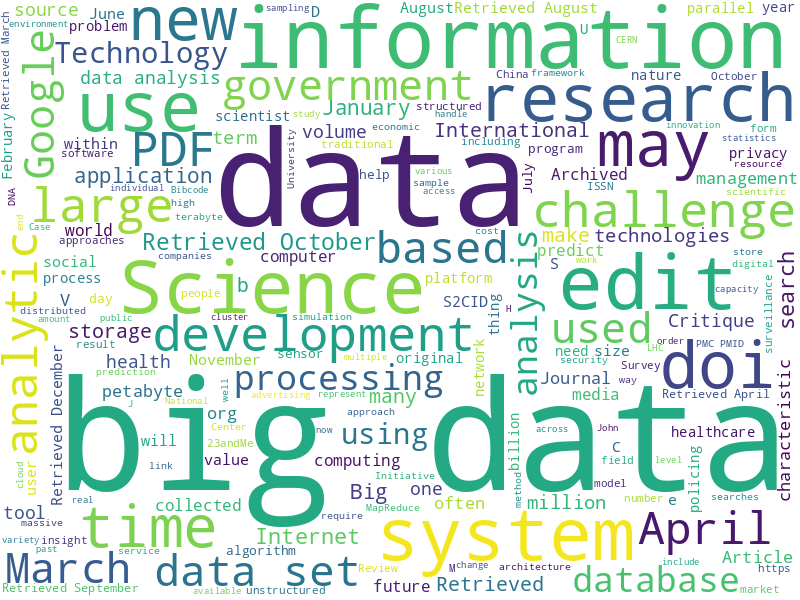 source
June
new
sampling
D
August
Retrieved August
parallel
year
environment
problem
information
U
CERN
Retrieved March
Technology
Google
data analysis
government
China
framework
nature
October
use
research
scientist
January
structured
February
PDF
term
volume
economic
handle
International
may
form
innovation
statistics
within
software
study
traditional
including
program
privacy
resource
application
University
data
help
various
July
Archived
management
DNA
individual
Bibcode
sample
access
ISSN
scientific
large
high
terabyte
challenge
end
Case
world
approaches
Retrieved October
computer
based
cost
make
technologies
analytic
social
companies
analysis
predict
store
search
process
Science
b
platform
S
work
digital
edit
V
day
people
S2CID
thing
capacity
distributed
amount
public
cluster
simulation
H
used
Critique
surveillance
storage
development
result
sensor
original
network
need
size
order
LHC
PMC PMID
November
multiple
security
Survey
doi
health
prediction
processing
many
Journal
way
characteristic
Retrieved December
petabyte
well
advertising
represent
media
Retrieved April
J
National
big data
org
approach
across
John
healthcare
will
Center
now
using
billion
C
user
23andMe
field
level
cloud
link
value
computing
Initiative
method
model
policing
searches
real
collected
Big
one
often
million
number
e
tool
massive
time
MapReduce
require
system
April
variety
insight
Internet
past
service
algorithm
Article
include
March
data set
Review
M
change
architecture
database
https
Retrieved September
available
unstructured
future
Retrieved
market